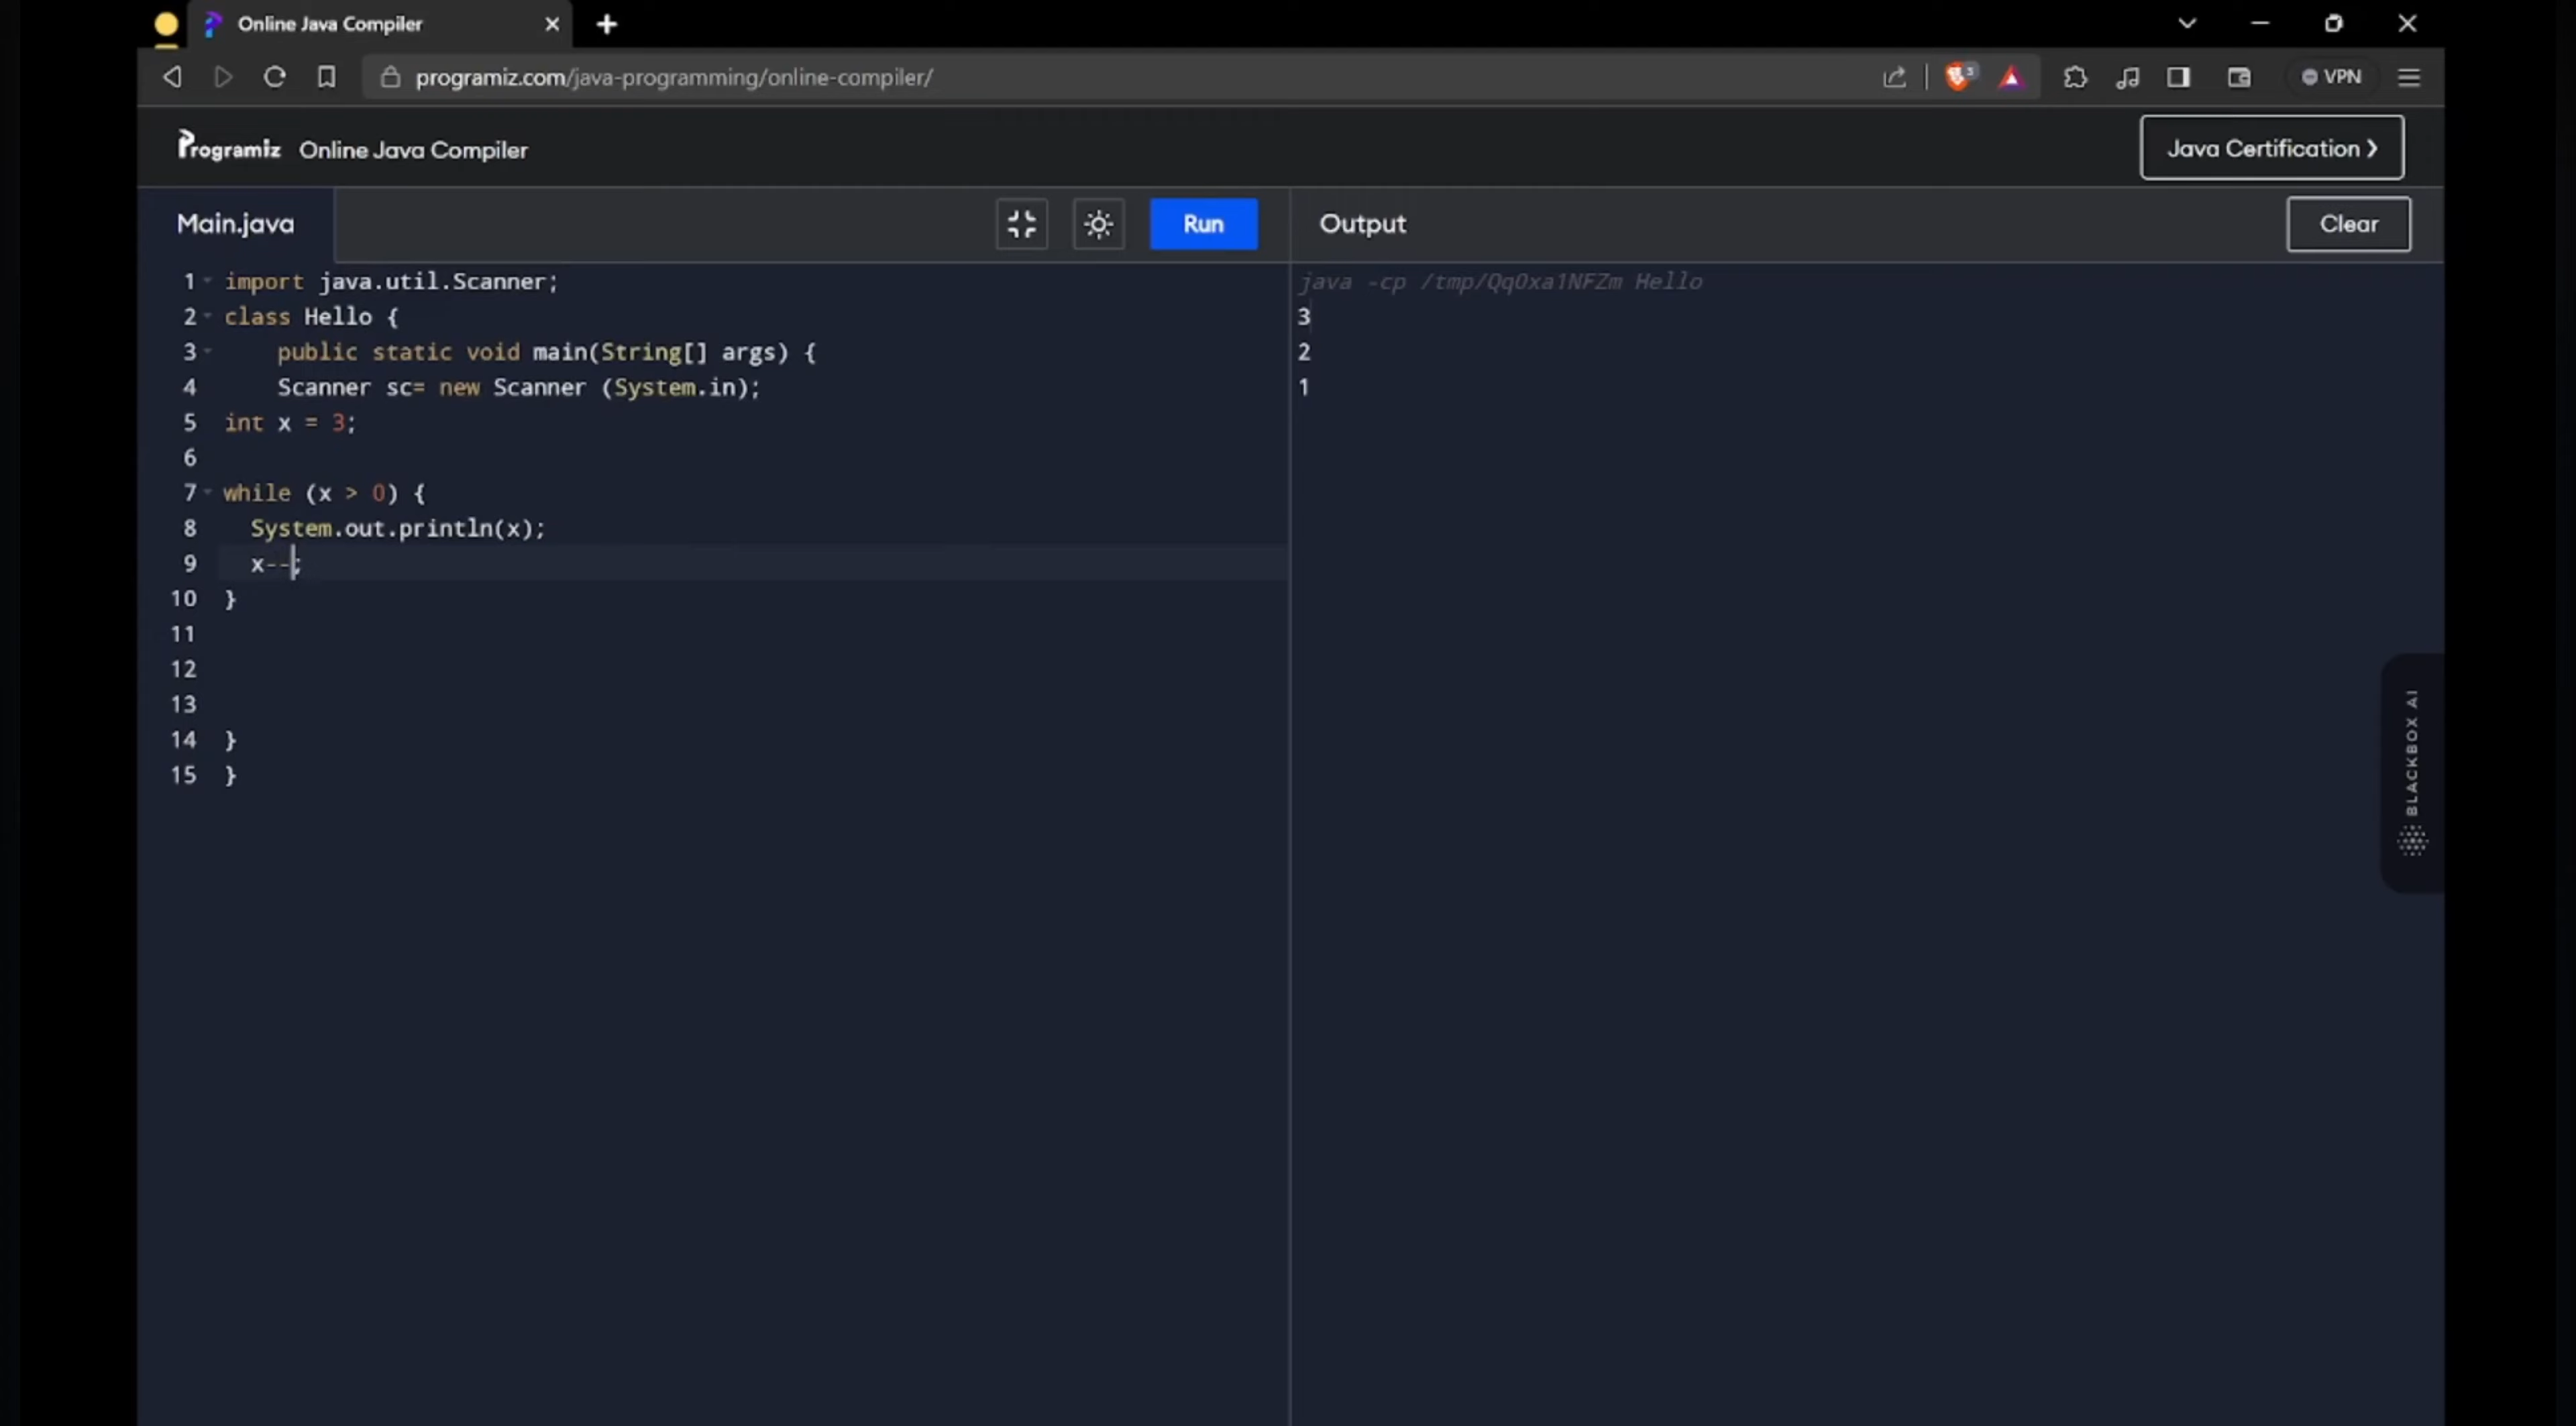 Online Java Compiler
programiz.com/java-programming/online-compiler/
3
VPN
Programiz Online Java Compiler
Java Certification
Main.java
Run
Output
Clear
1 import java.util.Scanner;
2 class Hello {
3 public static void main(String[] args) {
4 Scanner sc= new Scanner (System.in);
5 int x = 3;
6
7 while (x > 0) {
8 System.out.println(x);
9 x--;
10 }
11
12
13
14 }
15 }
java -cp /tmp/Qq0xa1NFZm Hello
3
2
1
BLACKBOX AI